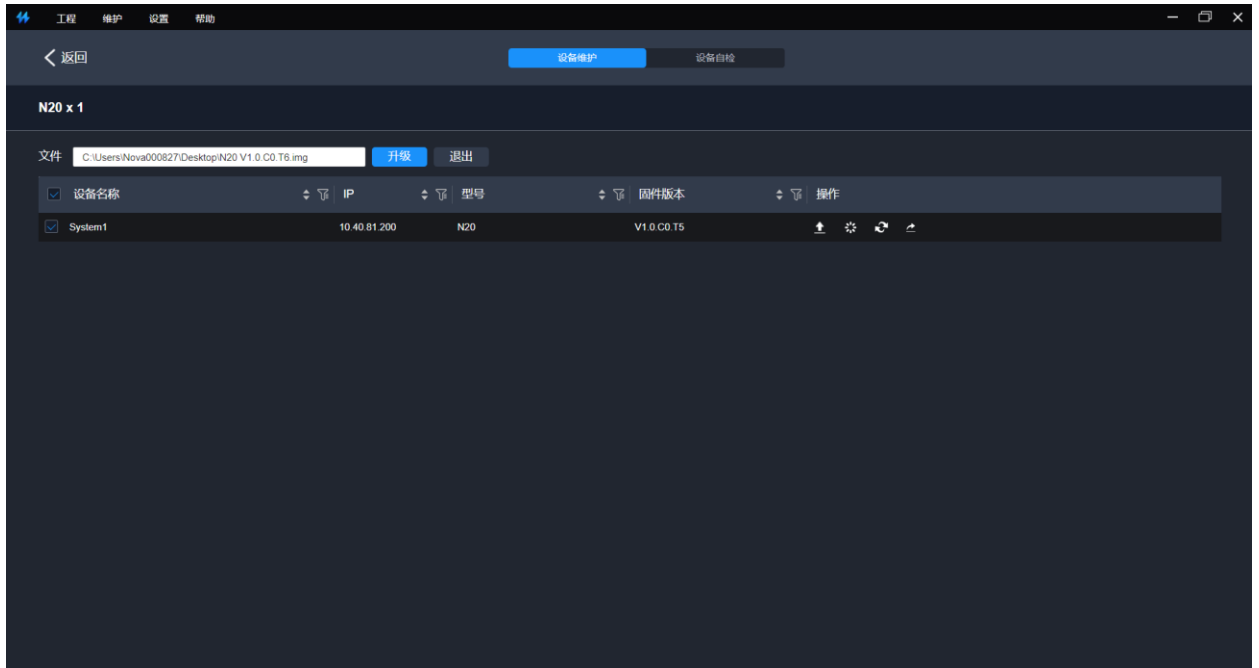 工程 维护 设置 帮助
返回 设备维护 设备自检
N20 x 1
文件 C:\Users\Nova000827\Desktop\N20 V1.0.C0.T6.img 升级 退出
设备名称 IP 型号 固件版本 操作
System1 10.40.81.200 N20 V1.0.C0.T5